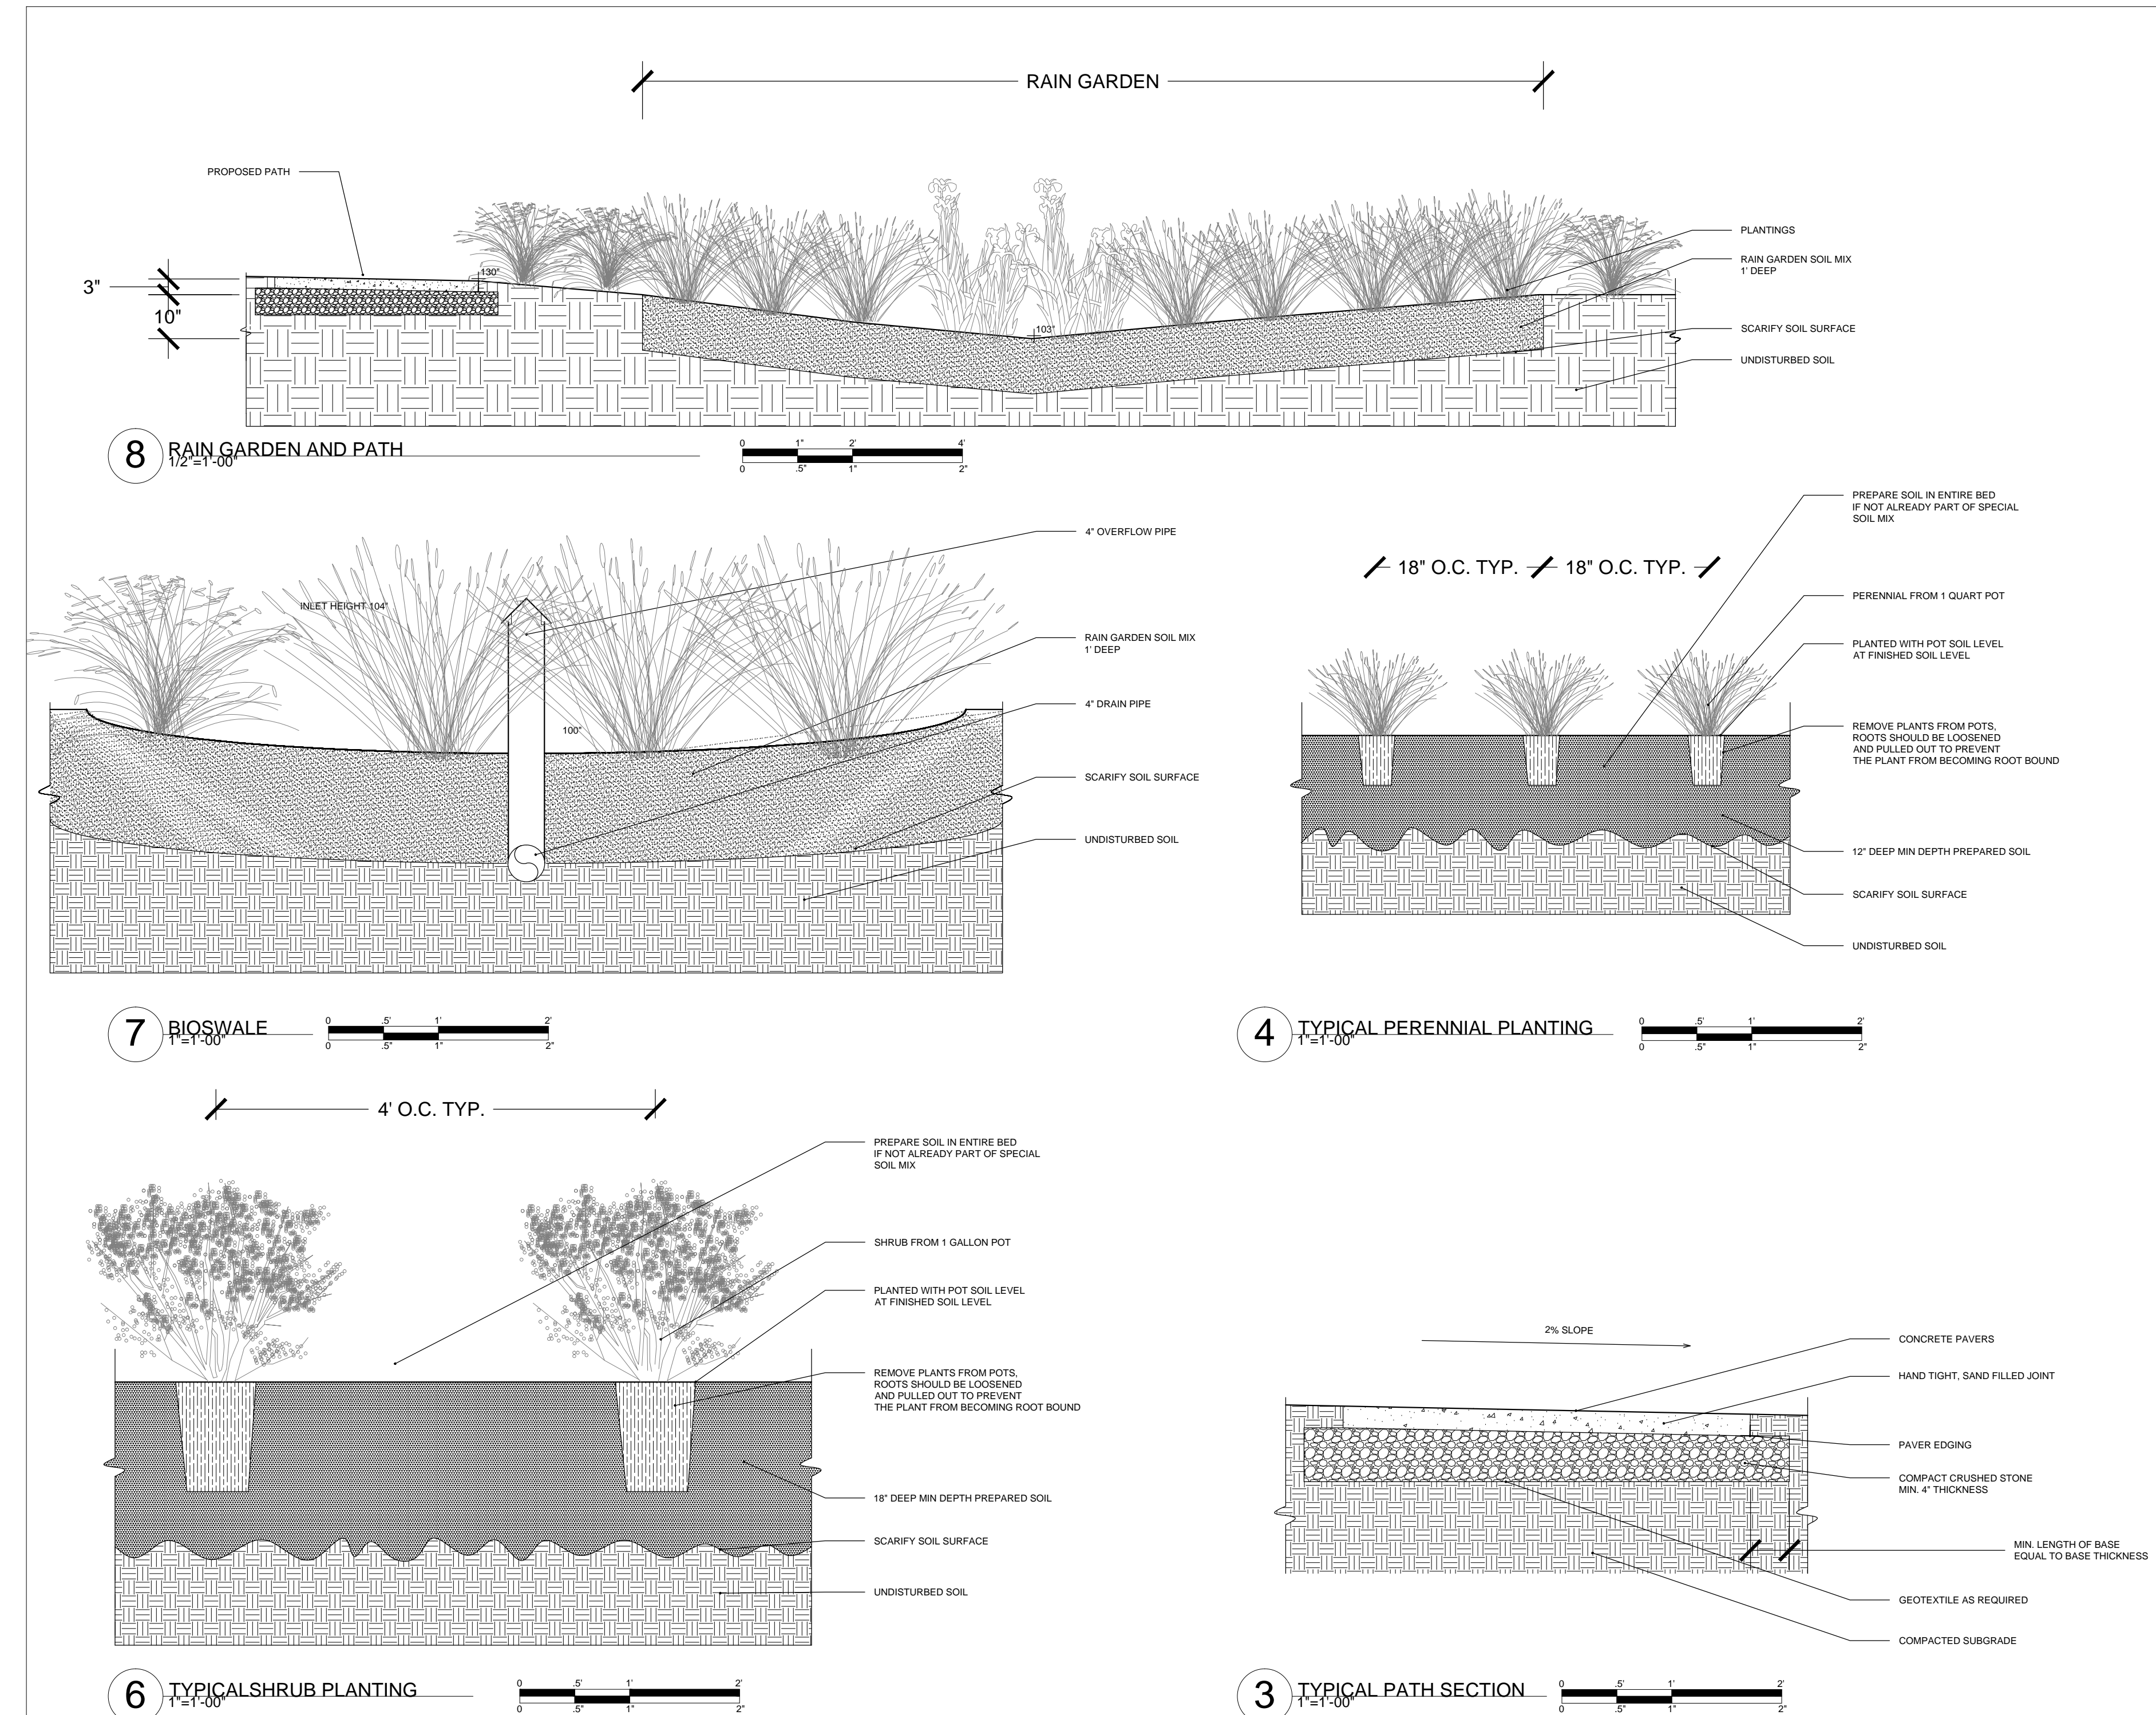 RAIN GARDEN
PROPOSED PATH
3"
10"
130"
103"
PLANTINGS
RAIN GARDEN SOIL MIX
1' DEEP
SCARIFY SOIL SURFACE
UNDISTURBED SOIL
8
RAIN GARDEN AND PATH
1/2"=1'-00"
0 1" 2' 4'
0 .5" 1" 2"
INLET HEIGHT 104"
100"
4" OVERFLOW PIPE
RAIN GARDEN SOIL MIX
1' DEEP
4" DRAIN PIPE
SCARIFY SOIL SURFACE
UNDISTURBED SOIL
7
BIOSWALE
1"=1'-00"
0 .5' 1' 2'
0 .5" 1" 2"
18" O.C. TYP. 18" O.C. TYP.
PREPARE SOIL IN ENTIRE BED
IF NOT ALREADY PART OF SPECIAL
SOIL MIX
PERENNIAL FROM 1 QUART POT
PLANTED WITH POT SOIL LEVEL
AT FINISHED SOIL LEVEL
REMOVE PLANTS FROM POTS,
ROOTS SHOULD BE LOOSENED
AND PULLED OUT TO PREVENT
THE PLANT FROM BECOMING ROOT BOUND
12" DEEP MIN DEPTH PREPARED SOIL
SCARIFY SOIL SURFACE
UNDISTURBED SOIL
4
TYPICAL PERENNIAL PLANTING
1"=1'-00"
0 .5' 1' 2'
0 .5" 1" 2"
4' O.C. TYP.
PREPARE SOIL IN ENTIRE BED
IF NOT ALREADY PART OF SPECIAL
SOIL MIX
SHRUB FROM 1 GALLON POT
PLANTED WITH POT SOIL LEVEL
AT FINISHED SOIL LEVEL
REMOVE PLANTS FROM POTS,
ROOTS SHOULD BE LOOSENED
AND PULLED OUT TO PREVENT
THE PLANT FROM BECOMING ROOT BOUND
18" DEEP MIN DEPTH PREPARED SOIL
SCARIFY SOIL SURFACE
UNDISTURBED SOIL
6
TYPICALSHRUB PLANTING
1"=1'-00"
0 .5' 1' 2'
0 .5" 1" 2"
2% SLOPE
CONCRETE PAVERS
HAND TIGHT, SAND FILLED JOINT
PAVER EDGING
COMPACT CRUSHED STONE
MIN. 4" THICKNESS
MIN. LENGTH OF BASE
EQUAL TO BASE THICKNESS
GEOTEXTILE AS REQUIRED
COMPACTED SUBGRADE
3
TYPICAL PATH SECTION
1"=1'-00"
0 .5' 1' 2'
0 .5" 1" 2"